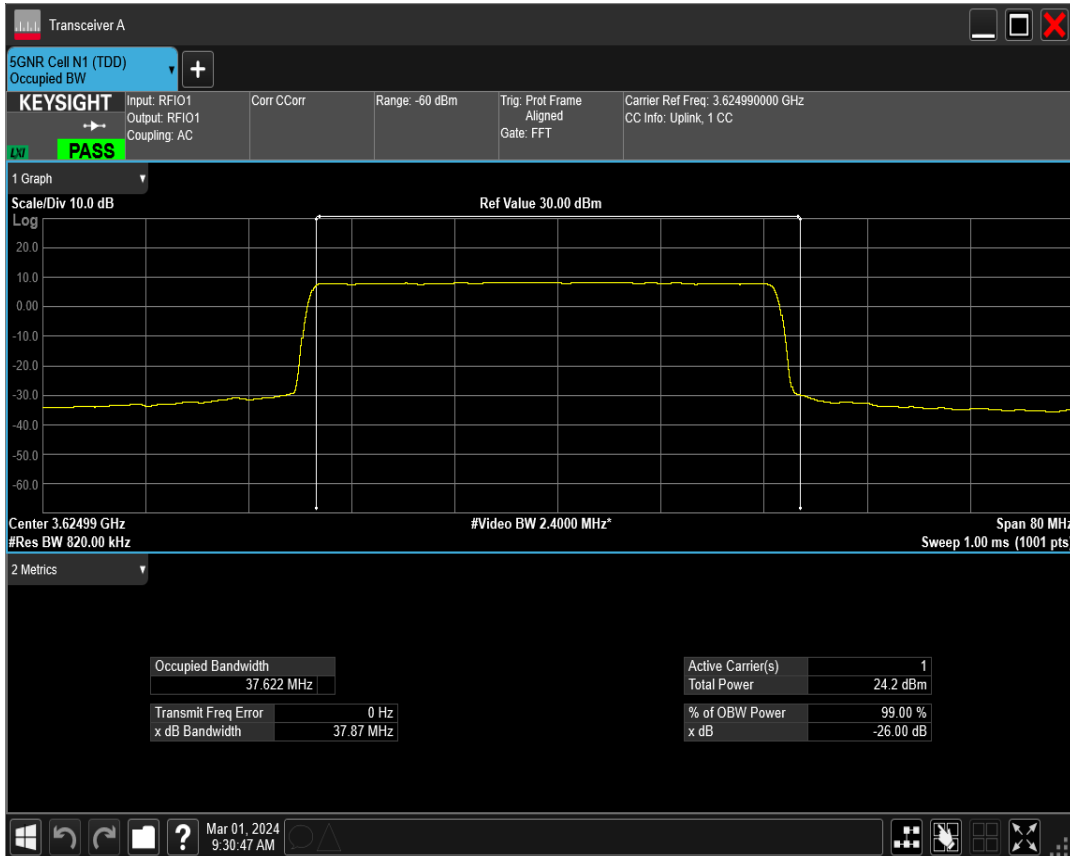 Transceiver A
5GNR Cell N1 (TDD)
Occupied BW
+
KEYSIGHT
LXI
PASS
Input: RFIO1
Output: RFIO1
Coupling: AC
Corr CCorr
Range: -60 dBm
Trig: Prot Frame
Aligned
Gate: FFT
Carrier Ref Freq: 3.624990000 GHz
CC Info: Uplink, 1 CC
1 Graph
Scale/Div 10.0 dB
Ref Value 30.00 dBm
Log
20.0
10.0
0.00
-10.0
-20.0
-30.0
-40.0
-50.0
-60.0
Center 3.62499 GHz
#Video BW 2.4000 MHz*
Span 80 MHz
#Res BW 820.00 kHz
Sweep 1.00 ms (1001 pts)
2 Metrics
Occupied Bandwidth
37.622 MHz
Transmit Freq Error 0 Hz
x dB Bandwidth 37.87 MHz
Active Carrier(s) 1
Total Power 24.2 dBm
% of OBW Power 99.00 %
x dB -26.00 dB
?
Mar 01, 2024
9:30:47 AM